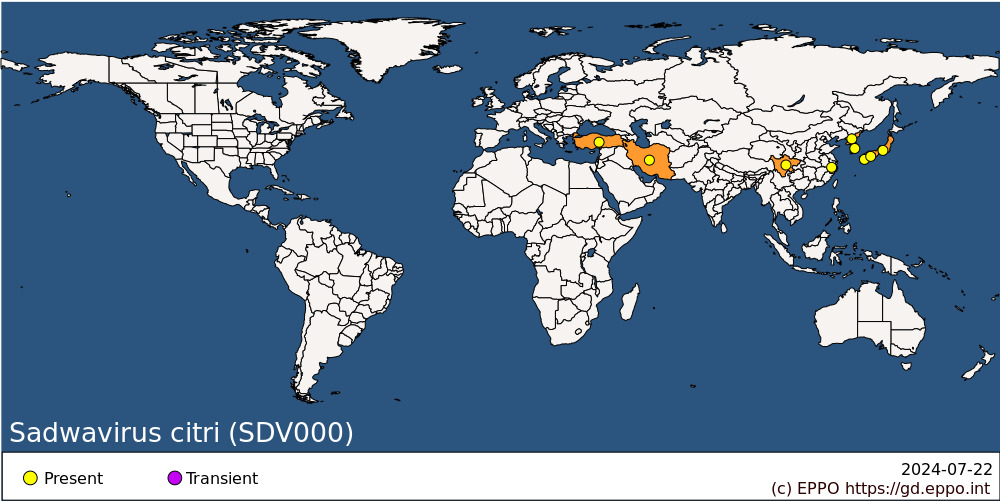 Sadwavirus citri (SDV000)
Present
Transient
2024-07-22
(c) EPPO https://gd.eppo.int